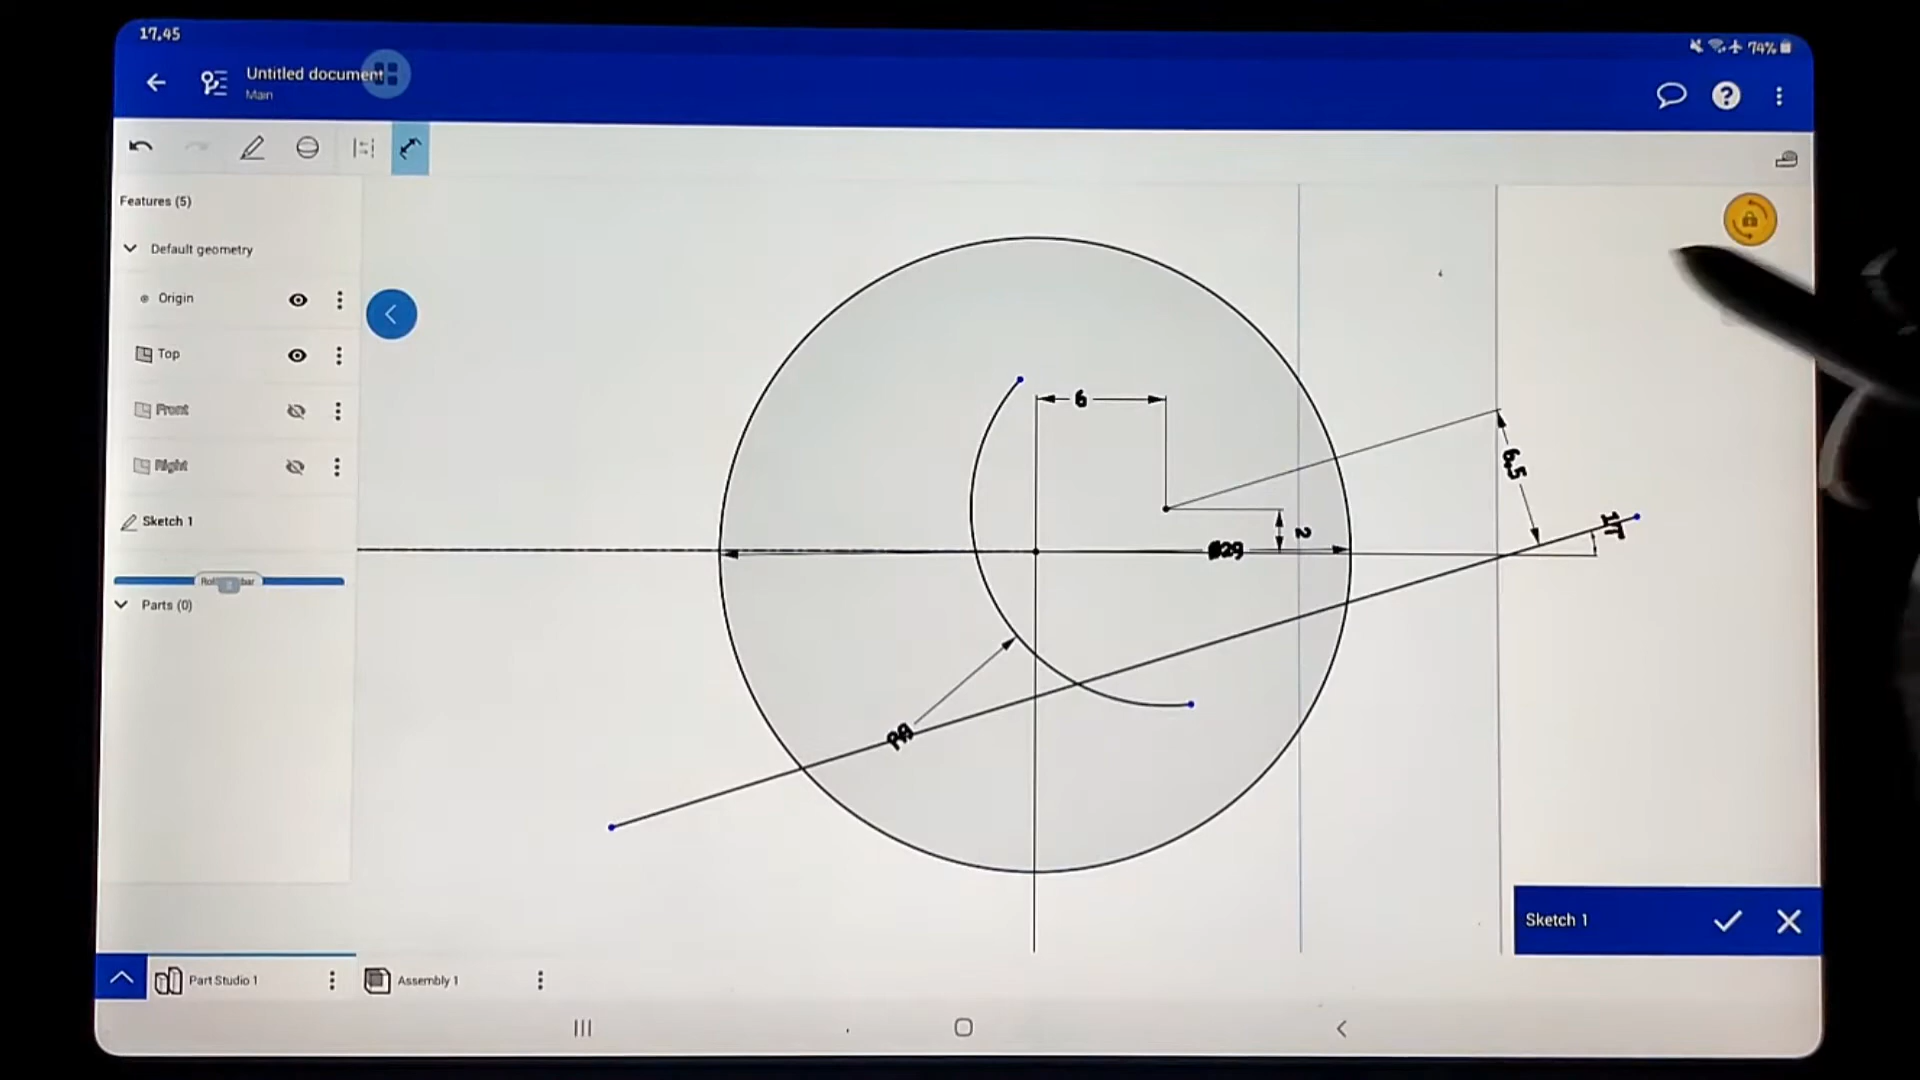 17.45
74%
Untitled document
Main
Features (5)
Default geometry
Origin
Top
Front
Right
Sketch 1
Parts (0)
6
6.5
2
Ø29
Sketch 1
Part Studio 1
Assembly 1